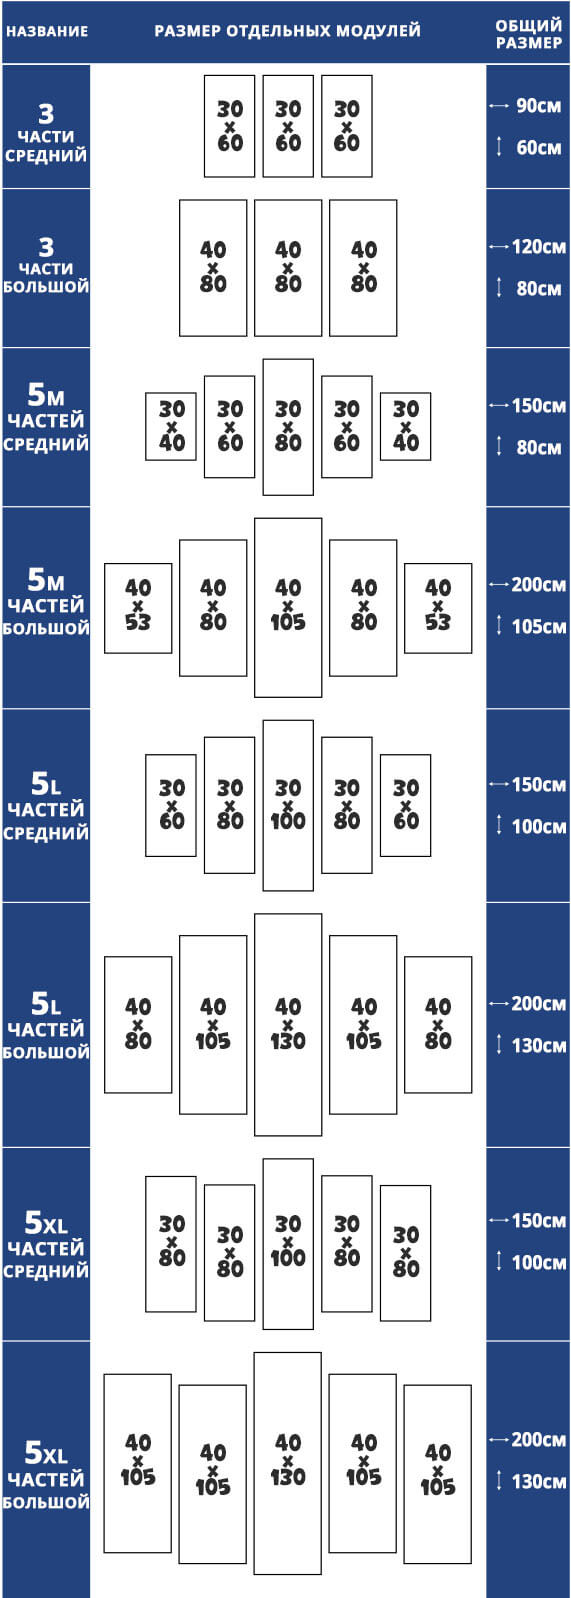 НАЗВАНИЕ
РАЗМЕР ОТДЕЛЬНЫХ МОДУЛЕЙ
ОБЩИЙ
РАЗМЕР
3
ЧАСТИ
СРЕДНИЙ
30 30 30
x x x
60 60 60
90см
60см
3
ЧАСТИ
БОЛЬШОЙ
40 40 40
x x x
80 80 80
120см
80см
5М
ЧАСТЕЙ
СРЕДНИЙ
30 30 30 30 30
x x x x x
40 60 80 60 40
150см
80см
5М
ЧАСТЕЙ
БОЛЬШОЙ
40 40 40 40 40
x x x x x
53 80 105 80 53
200см
105см
5L
ЧАСТЕЙ
СРЕДНИЙ
30 30 30 30 30
x x x x x
60 80 100 80 60
150см
100см
5L
ЧАСТЕЙ
БОЛЬШОЙ
40 40 40 40 40
x x x x x
80 105 130 105 80
200см
130см
5XL
ЧАСТЕЙ
СРЕДНИЙ
30 30 30 30 30
x x x x x
80 80 100 80 80
150см
100см
5XL
ЧАСТЕЙ
БОЛЬШОЙ
40 40 40 40 40
x x x x x
105 105 130 105 105
200см
130см